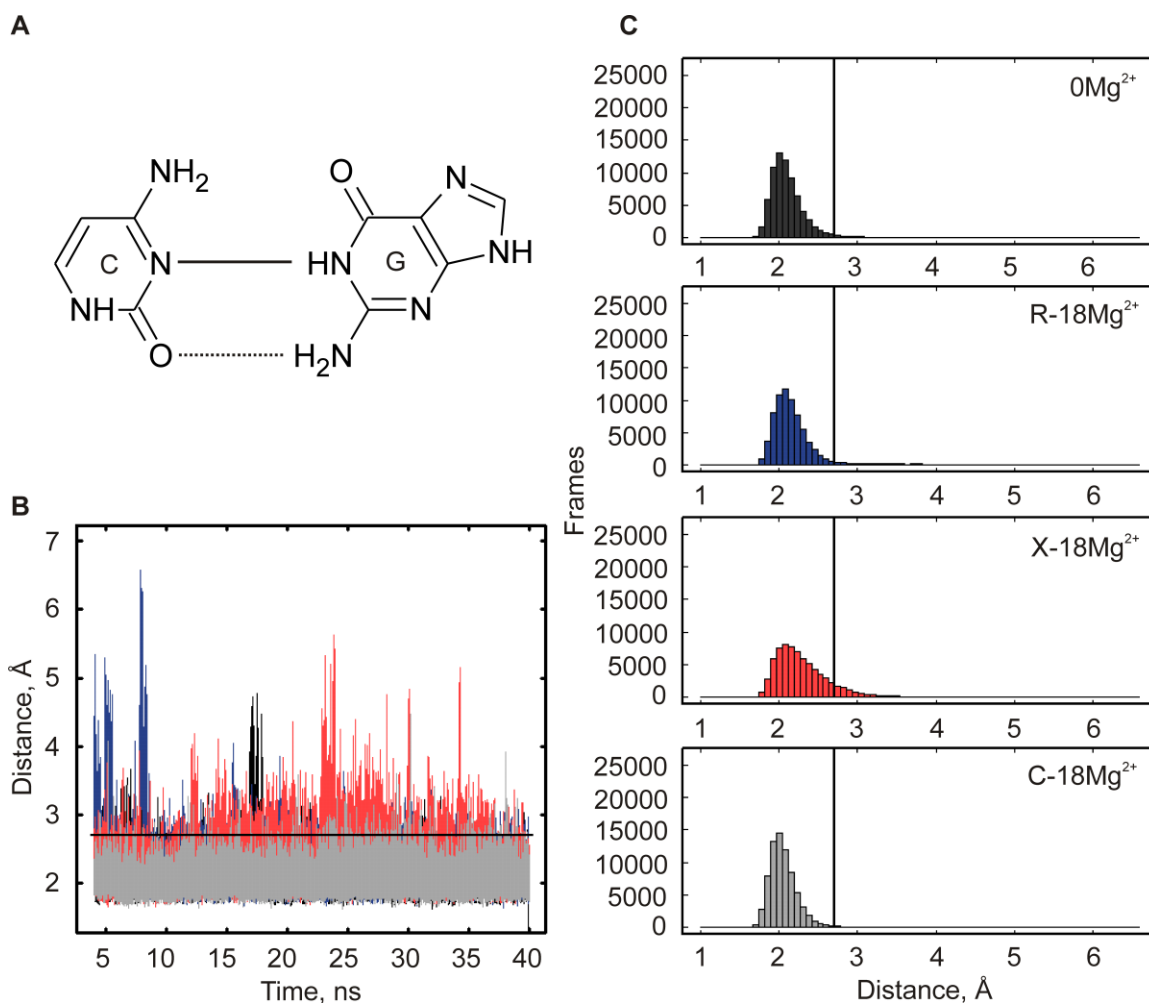 A
NH₂
O
N
C
N
HN
G
NH
NH
N
O
H₂N
B
7
6
5
4
3
2
Distance, Å
5 10 15 20 25 30 35 40
Time, ns
C
25000
20000
15000
10000
5000
0
0Mg²⁺
1 2 3 4 5 6
25000
20000
15000
10000
5000
0
R-18Mg²⁺
1 2 3 4 5 6
Frames
25000
20000
15000
10000
5000
0
X-18Mg²⁺
1 2 3 4 5 6
25000
20000
15000
10000
5000
0
C-18Mg²⁺
1 2 3 4 5 6
Distance, Å